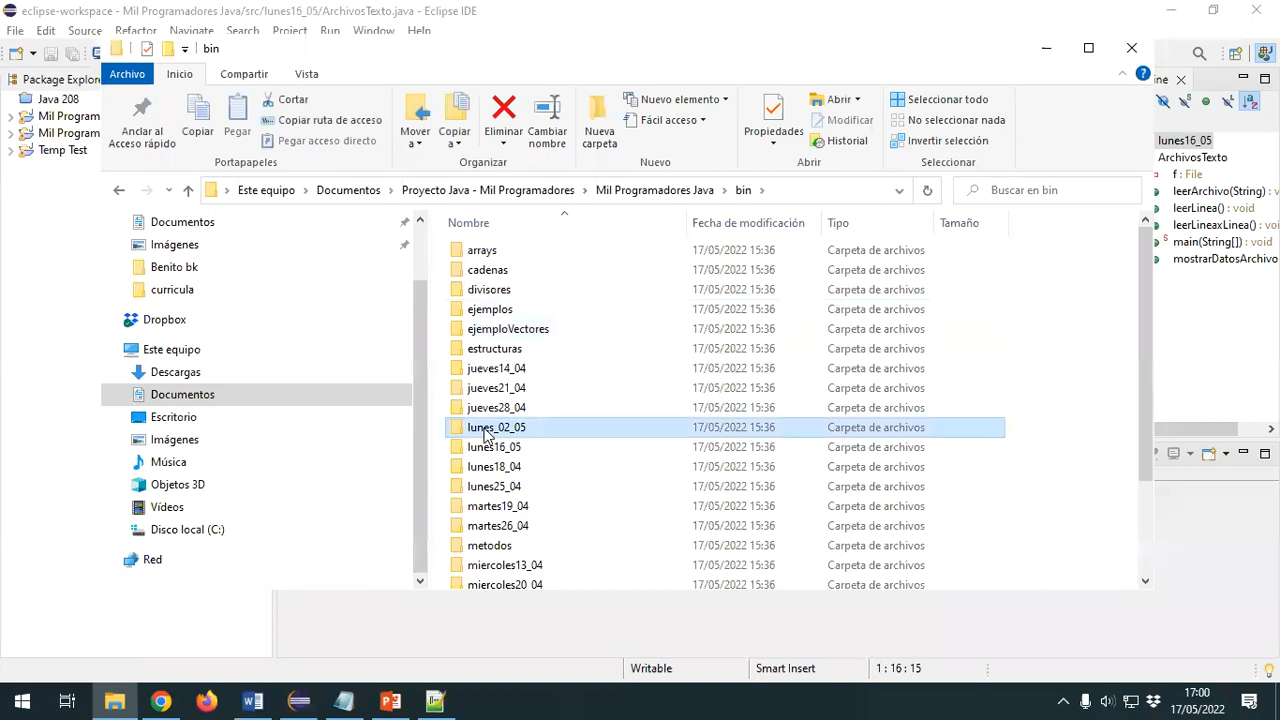 eclipse-workspace - Mil Programadores Java/src/lunes16_05/ArchivosTexto.java - Eclipse IDE
File Edit Source Refactor Navigate Search Project Run Window Help
bin
Archivo Inicio Compartir Vista
Anclar al Acceso rápido
Copiar
Pegar
Cortar
Copiar ruta de acceso
Pegar acceso directo
Portapapeles
Mover a
Copiar a
Eliminar
Cambiar nombre
Organizar
Nueva carpeta
Nuevo elemento
Fácil acceso
Nuevo
Propiedades
Abrir
Modificar
Historial
Abrir
Seleccionar todo
No seleccionar nada
Invertir selección
Seleccionar
Este equipo > Documentos > Proyecto Java - Mil Programadores > Mil Programadores Java > bin >
Buscar en bin
Package Explore
Java 208
Mil Program
Mil Program
Temp Test
Documentos
Imágenes
Benito bk
curricula
Dropbox
Este equipo
Descargas
Documentos
Escritorio
Imágenes
Música
Objetos 3D
Vídeos
Disco local (C:)
Red
Nombre Fecha de modificación Tipo Tamaño
arrays 17/05/2022 15:36 Carpeta de archivos
cadenas 17/05/2022 15:36 Carpeta de archivos
divisores 17/05/2022 15:36 Carpeta de archivos
ejemplos 17/05/2022 15:36 Carpeta de archivos
ejemploVectores 17/05/2022 15:36 Carpeta de archivos
estructuras 17/05/2022 15:36 Carpeta de archivos
jueves14_04 17/05/2022 15:36 Carpeta de archivos
jueves21_04 17/05/2022 15:36 Carpeta de archivos
jueves28_04 17/05/2022 15:36 Carpeta de archivos
lunes_02_05 17/05/2022 15:36 Carpeta de archivos
lunes16_05 17/05/2022 15:36 Carpeta de archivos
lunes18_04 17/05/2022 15:36 Carpeta de archivos
lunes25_04 17/05/2022 15:36 Carpeta de archivos
martes19_04 17/05/2022 15:36 Carpeta de archivos
martes26_04 17/05/2022 15:36 Carpeta de archivos
metodos 17/05/2022 15:36 Carpeta de archivos
miercoles13_04 17/05/2022 15:36 Carpeta de archivos
miercoles20_04 17/05/2022 15:36 Carpeta de archivos
ine
lunes16_05
ArchivosTexto
f : File
leerArchivo(String) : void
leerLinea() : void
leerLineaxLinea() : void
main(String[]) : void
mostrarDatosArchivo
Writable Smart Insert 1 : 16 : 15
17:00
17/05/2022